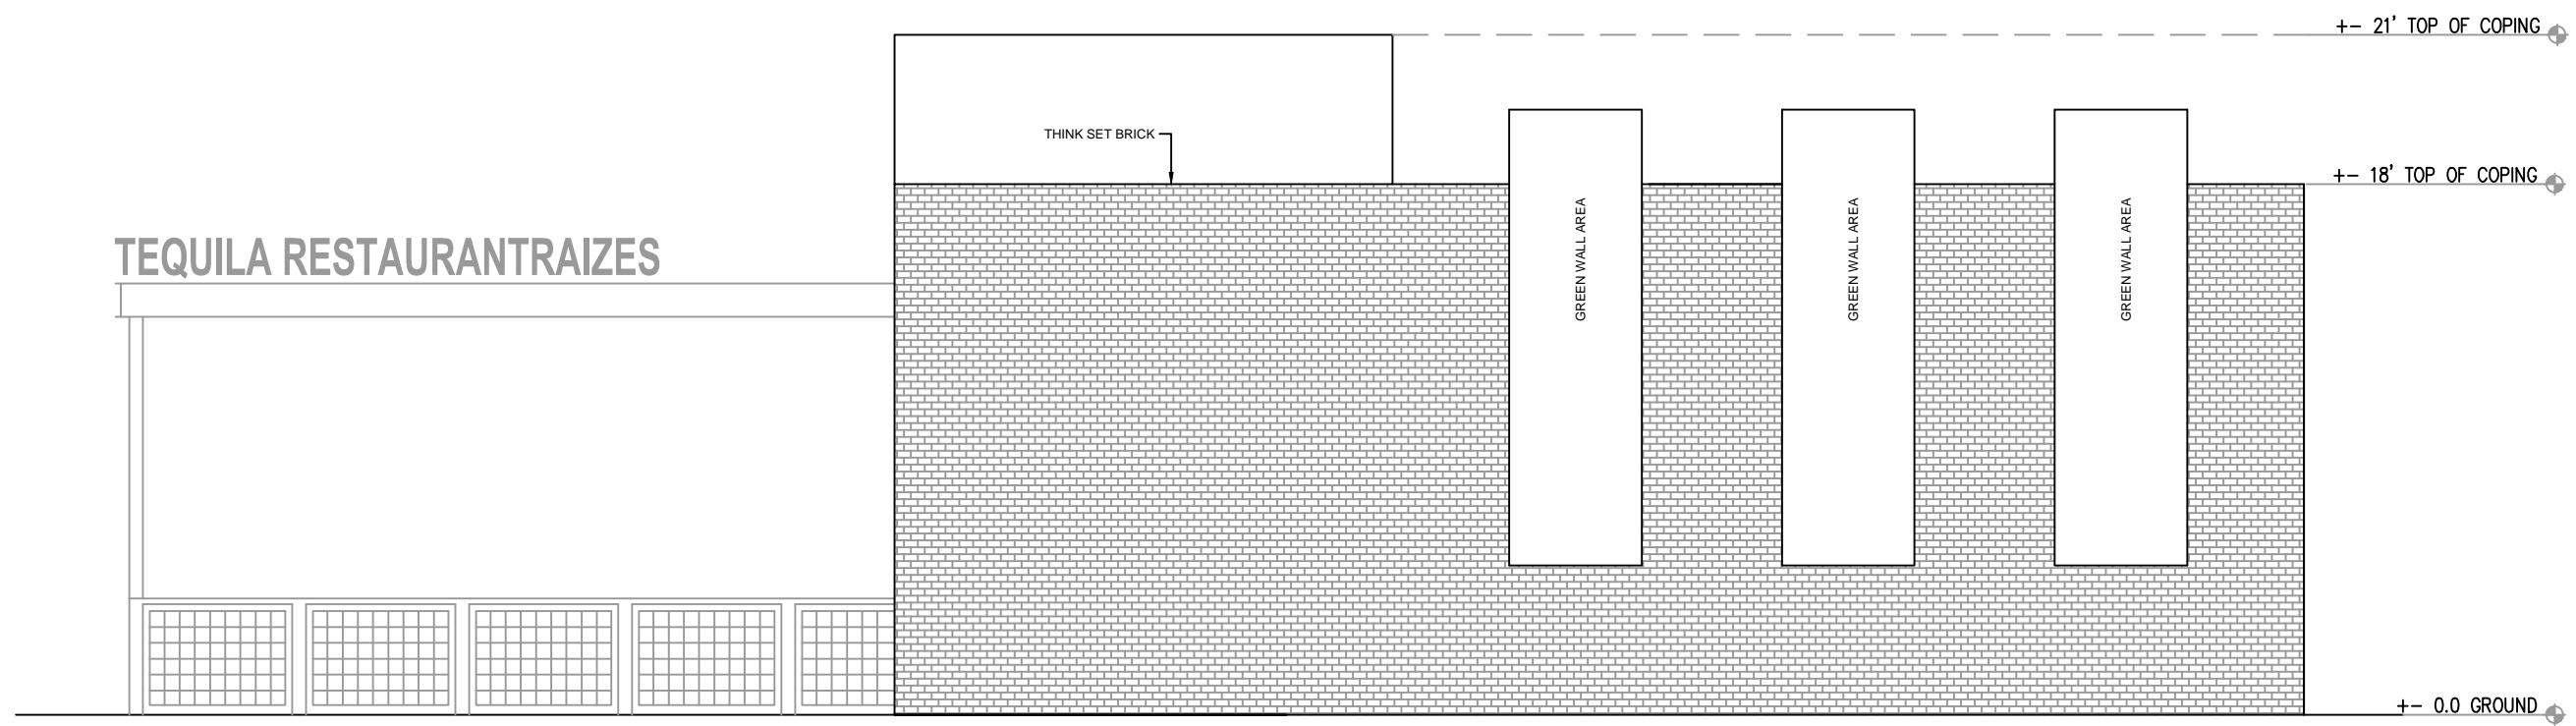 +- 21' TOP OF COPING
THINK SET BRICK
+- 18' TOP OF COPING
TEQUILA RESTAURANTRAIZES
GREEN WALL AREA
GREEN WALL AREA
GREEN WALL AREA
+- 0.0 GROUND